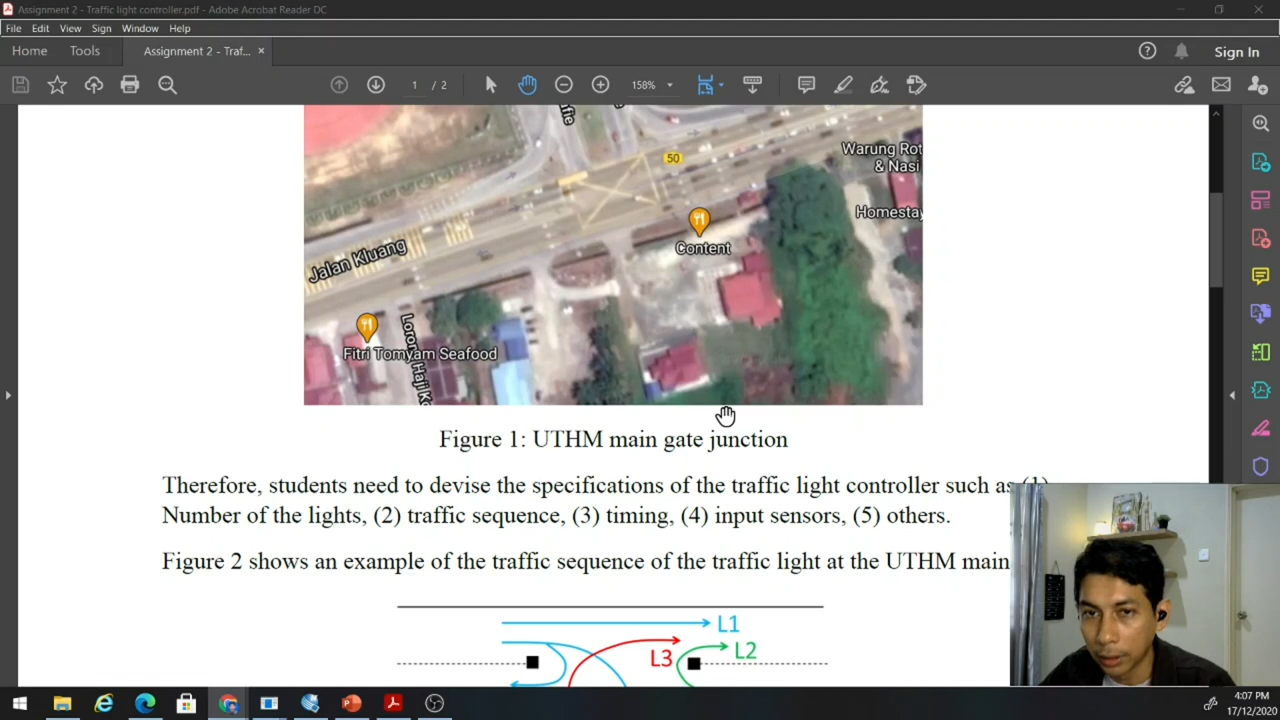 Assignment 2 - Traffic light controller.pdf - Adobe Acrobat Reader DC
File Edit View Sign Window Help
Home Tools Assignment 2 - Traf... × Sign In
1 / 2 158%
50
Warung Rot
& Nasi
Homestay
Content
Jalan Kluang
Fitri Tomyam Seafood
Lorong Haji Ko
Figure 1: UTHM main gate junction
Therefore, students need to devise the specifications of the traffic light controller such as (1)
Number of the lights, (2) traffic sequence, (3) timing, (4) input sensors, (5) others.
Figure 2 shows an example of the traffic sequence of the traffic light at the UTHM main
L1
L3 L2
4:07 PM
17/12/2020